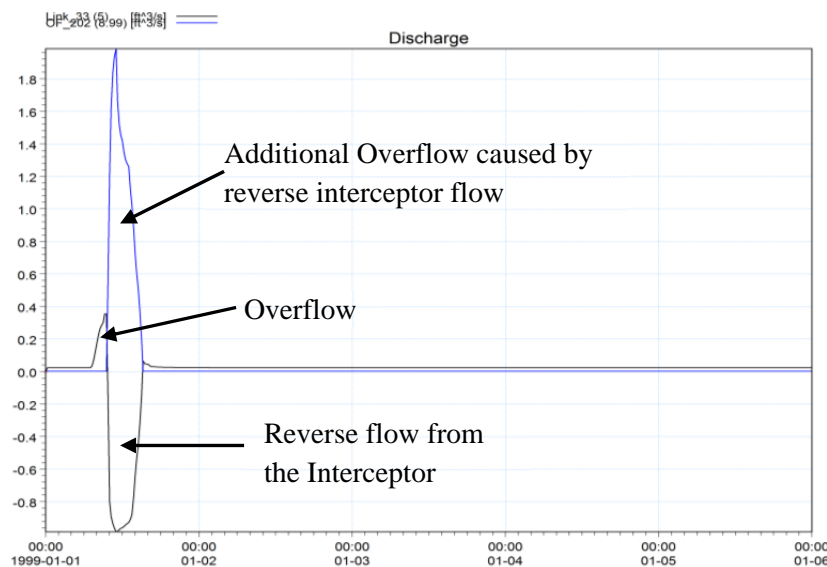 Link_33 (5) [ft^3/s]
OF_202 (8.99) [ft^3/s]
Discharge
1.8
1.6
1.4
1.2
1.0
0.8
0.6
0.4
0.2
0.0
-0.2
-0.4
-0.6
-0.8
Additional Overflow caused by
reverse interceptor flow
Overflow
Reverse flow from
the Interceptor
00:00 00:00 00:00 00:00 00:00 00:00
1999-01-01 01-02 01-03 01-04 01-05 01-06